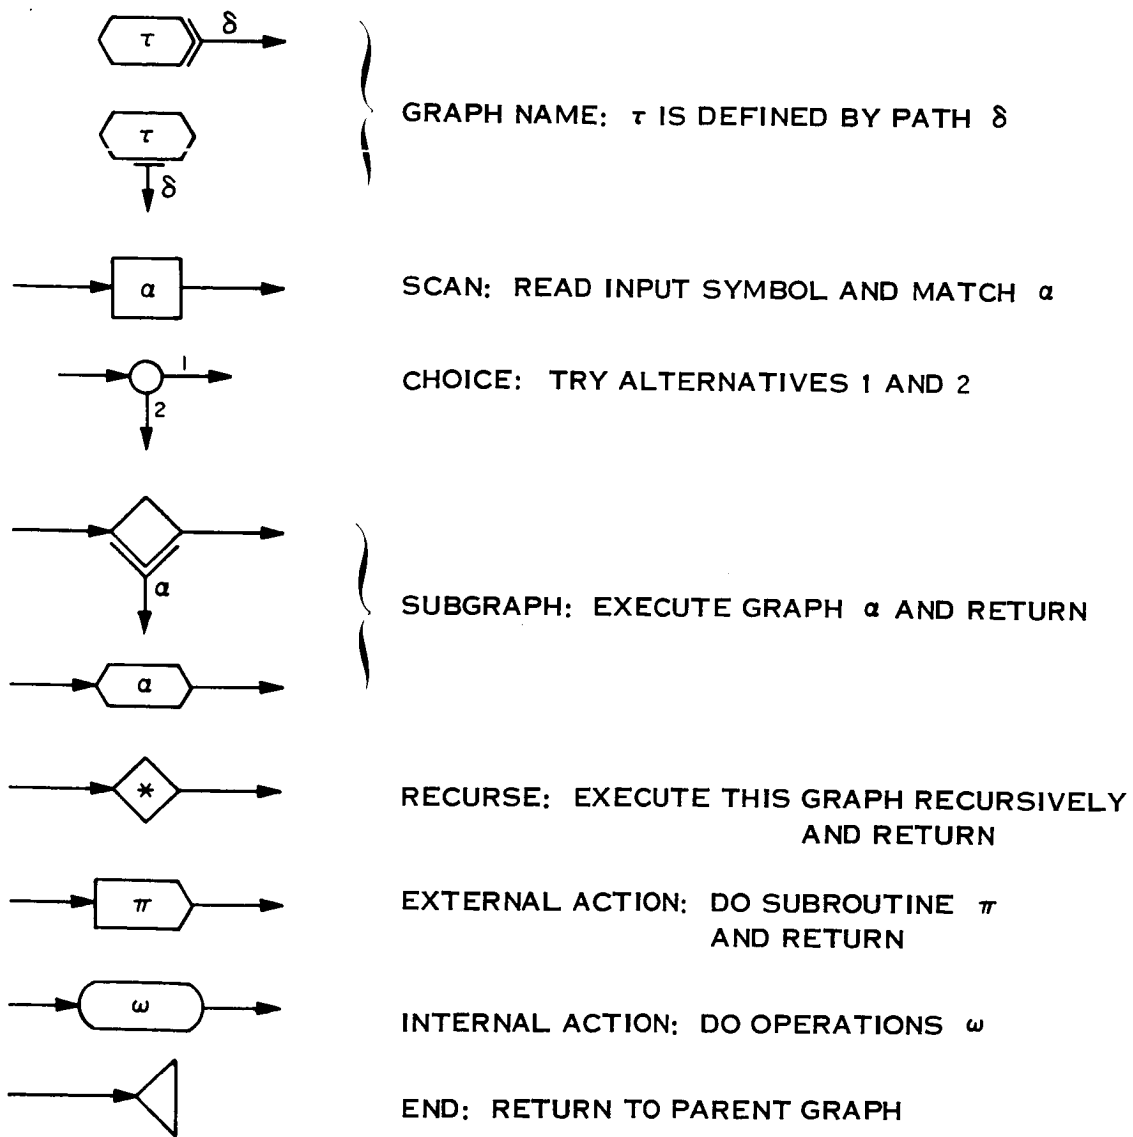 τ δ
GRAPH NAME: τ IS DEFINED BY PATH δ
τ
δ
α
SCAN: READ INPUT SYMBOL AND MATCH α
1
2
CHOICE: TRY ALTERNATIVES 1 AND 2
α
SUBGRAPH: EXECUTE GRAPH α AND RETURN
α
*
RECURSE: EXECUTE THIS GRAPH RECURSIVELY
AND RETURN
π
EXTERNAL ACTION: DO SUBROUTINE π
AND RETURN
ω
INTERNAL ACTION: DO OPERATIONS ω
END: RETURN TO PARENT GRAPH